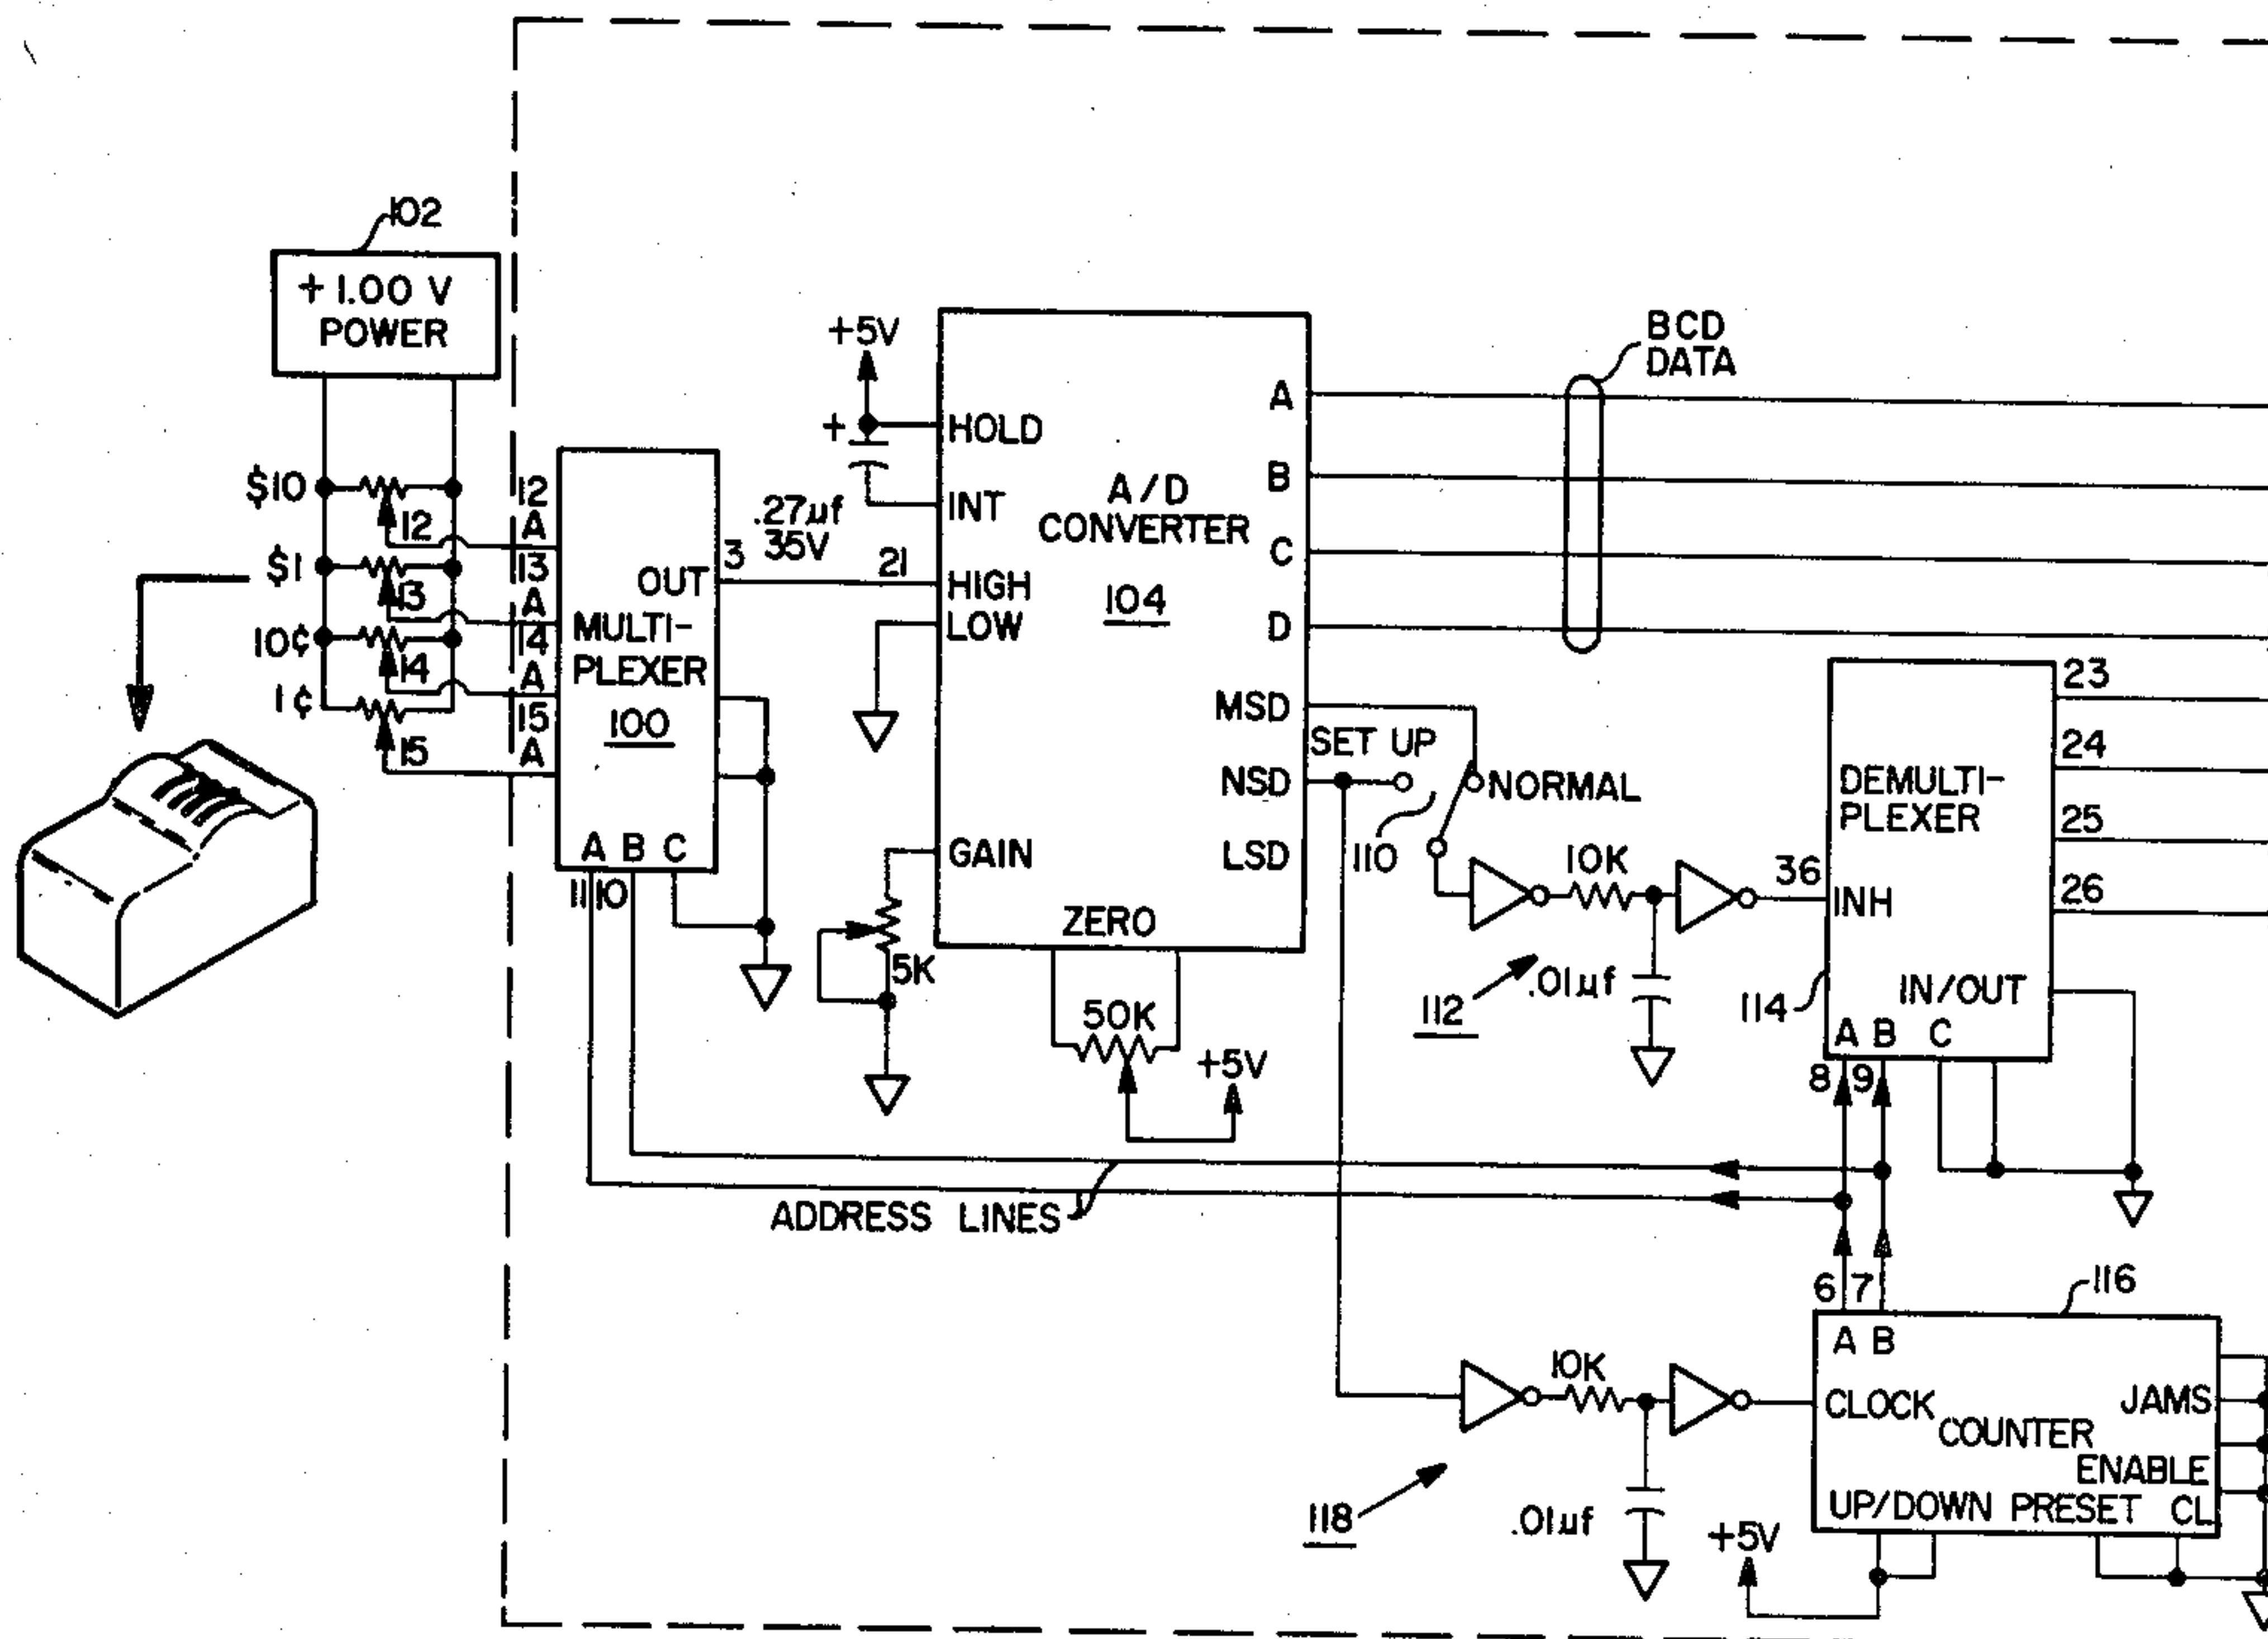 102
+1.00 V
POWER
$10
12
12
A
$1
13
13
A
10¢
14
14
A
1¢
15
15
A
OUT
3
MULTI-
PLEXER
100
A B C
11 10
.27µf
35V
21
+5V
+
HOLD
INT
HIGH
LOW
GAIN
5K
A/D
CONVERTER
104
A
B
C
D
MSD
NSD
LSD
ZERO
50K
+5V
BCD
DATA
SET UP
NORMAL
110
10K
.01µf
112
36
INH
DEMULTI-
PLEXER
114
IN/OUT
A B C
8 9
23
24
25
26
ADDRESS LINES
6 7
116
A B
CLOCK
COUNTER
JAMS
ENABLE
UP/DOWN PRESET CL
10K
.01µf
118
+5V